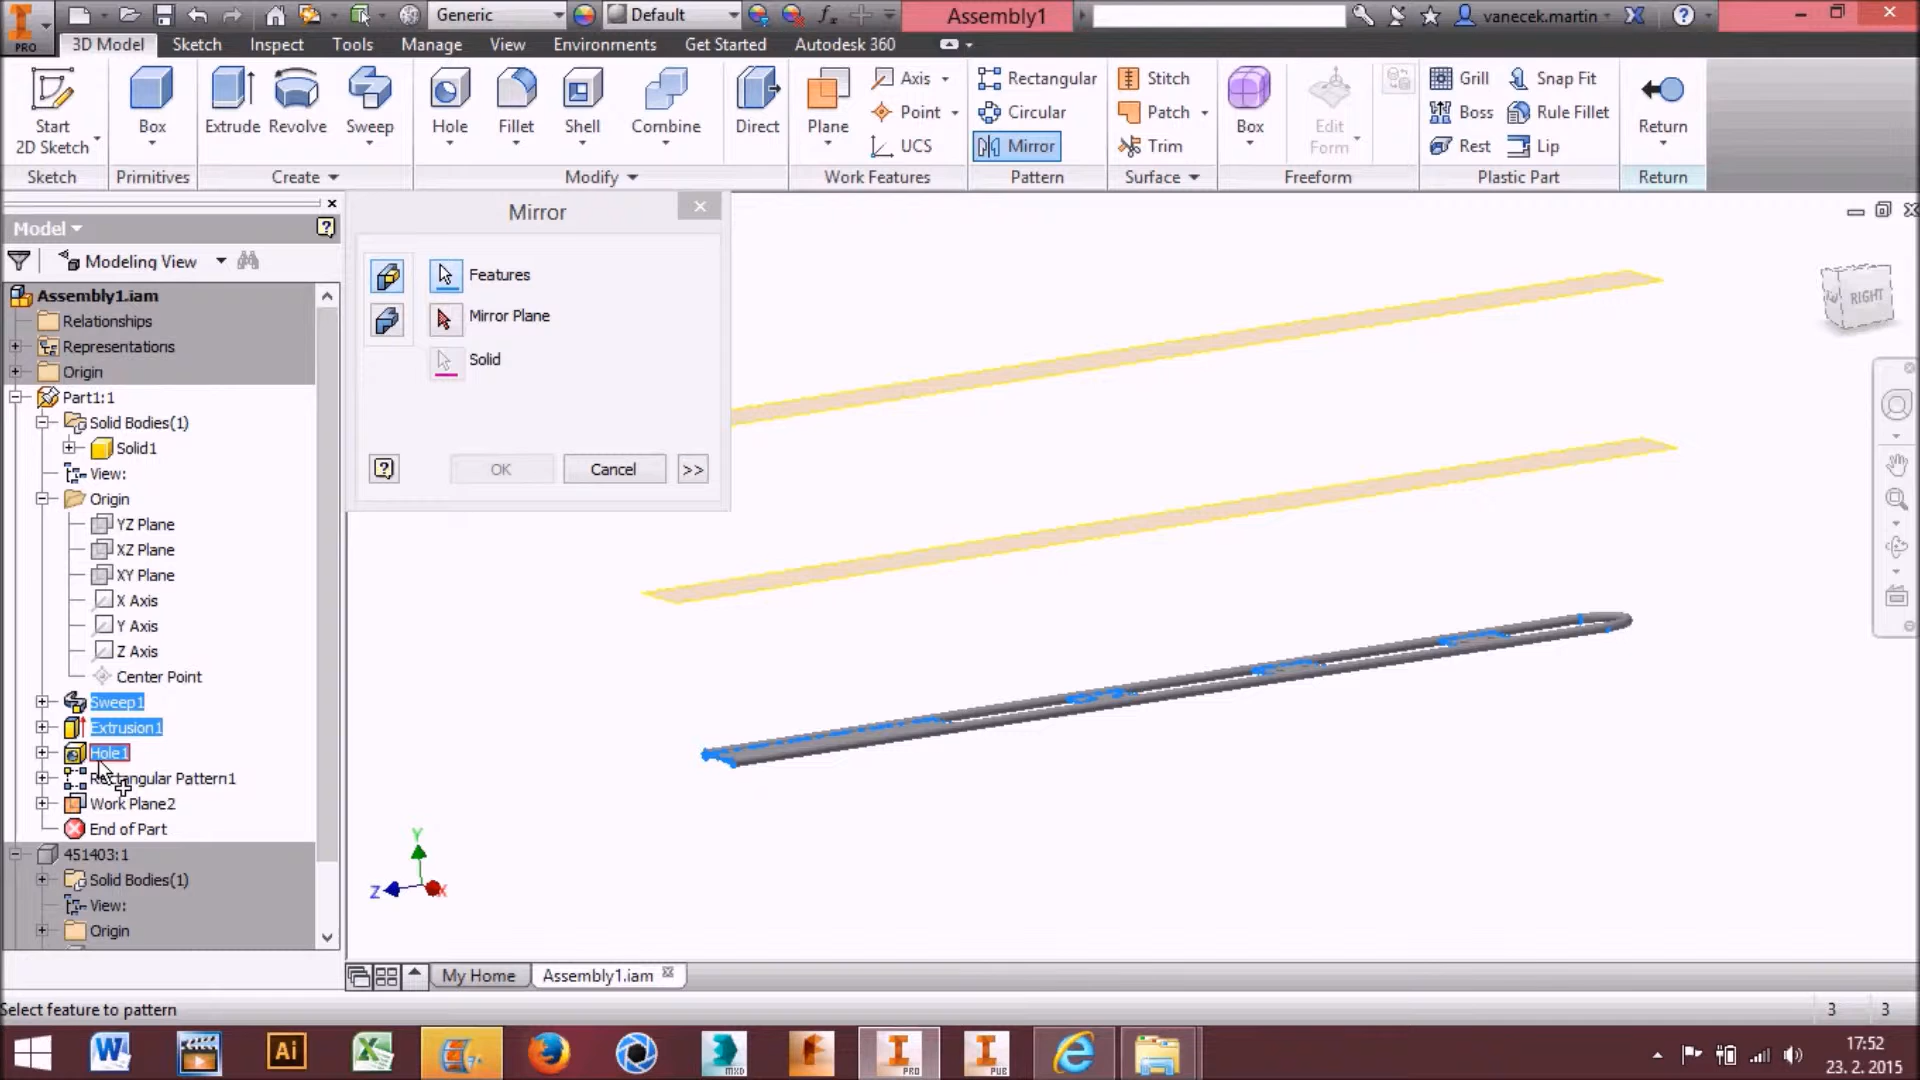 PRO
Generic
Default
fx
Assembly1
vanecek.martin
3D Model
Sketch
Inspect
Tools
Manage
View
Environments
Get Started
Autodesk 360
Start
2D Sketch
Box
Extrude
Revolve
Sweep
Hole
Fillet
Shell
Combine
Direct
Plane
Axis
Point
UCS
Rectangular
Circular
Mirror
Stitch
Patch
Trim
Box
Edit
Form
Grill
Boss
Rest
Snap Fit
Rule Fillet
Lip
Return
Sketch
Primitives
Create
Modify
Work Features
Pattern
Surface
Freeform
Plastic Part
Return
Model
Modeling View
Assembly1.iam
Relationships
Representations
Origin
Part1:1
Solid Bodies(1)
Solid1
View:
Origin
YZ Plane
XZ Plane
XY Plane
X Axis
Y Axis
Z Axis
Center Point
Sweep1
Extrusion1
Hole1
Rectangular Pattern1
Work Plane2
End of Part
451403:1
Solid Bodies(1)
View:
Origin
Mirror
Features
Mirror Plane
Solid
OK
Cancel
>>
RIGHT
Y
Z
X
My Home
Assembly1.iam
Select feature to pattern
3
3
W
Ai
X
MXD
F
I
PRO
I
PUB
17:52
23. 2. 2015